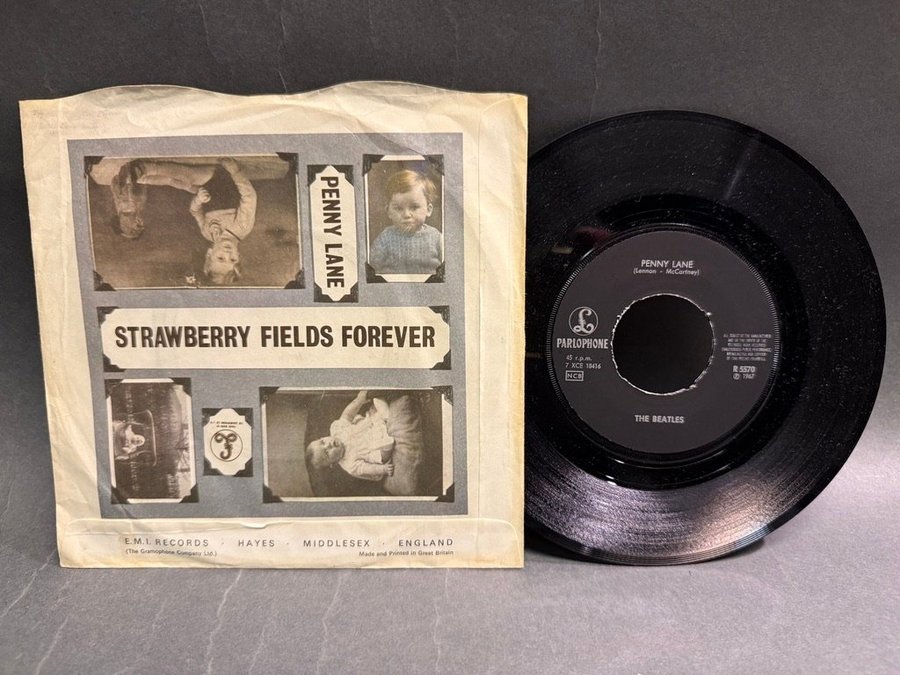 PENNY LANE
STRAWBERRY FIELDS FOREVER
E.M.I. RECORDS · HAYES · MIDDLESEX · ENGLAND
(The Gramophone Company Ltd.)
Made and Printed in Great Britain
PENNY LANE
(Lennon - McCartney)
£
PARLOPHONE
45 r.p.m.
7 XCE 18416
NCB
R 5570
℗ 1967
THE BEATLES